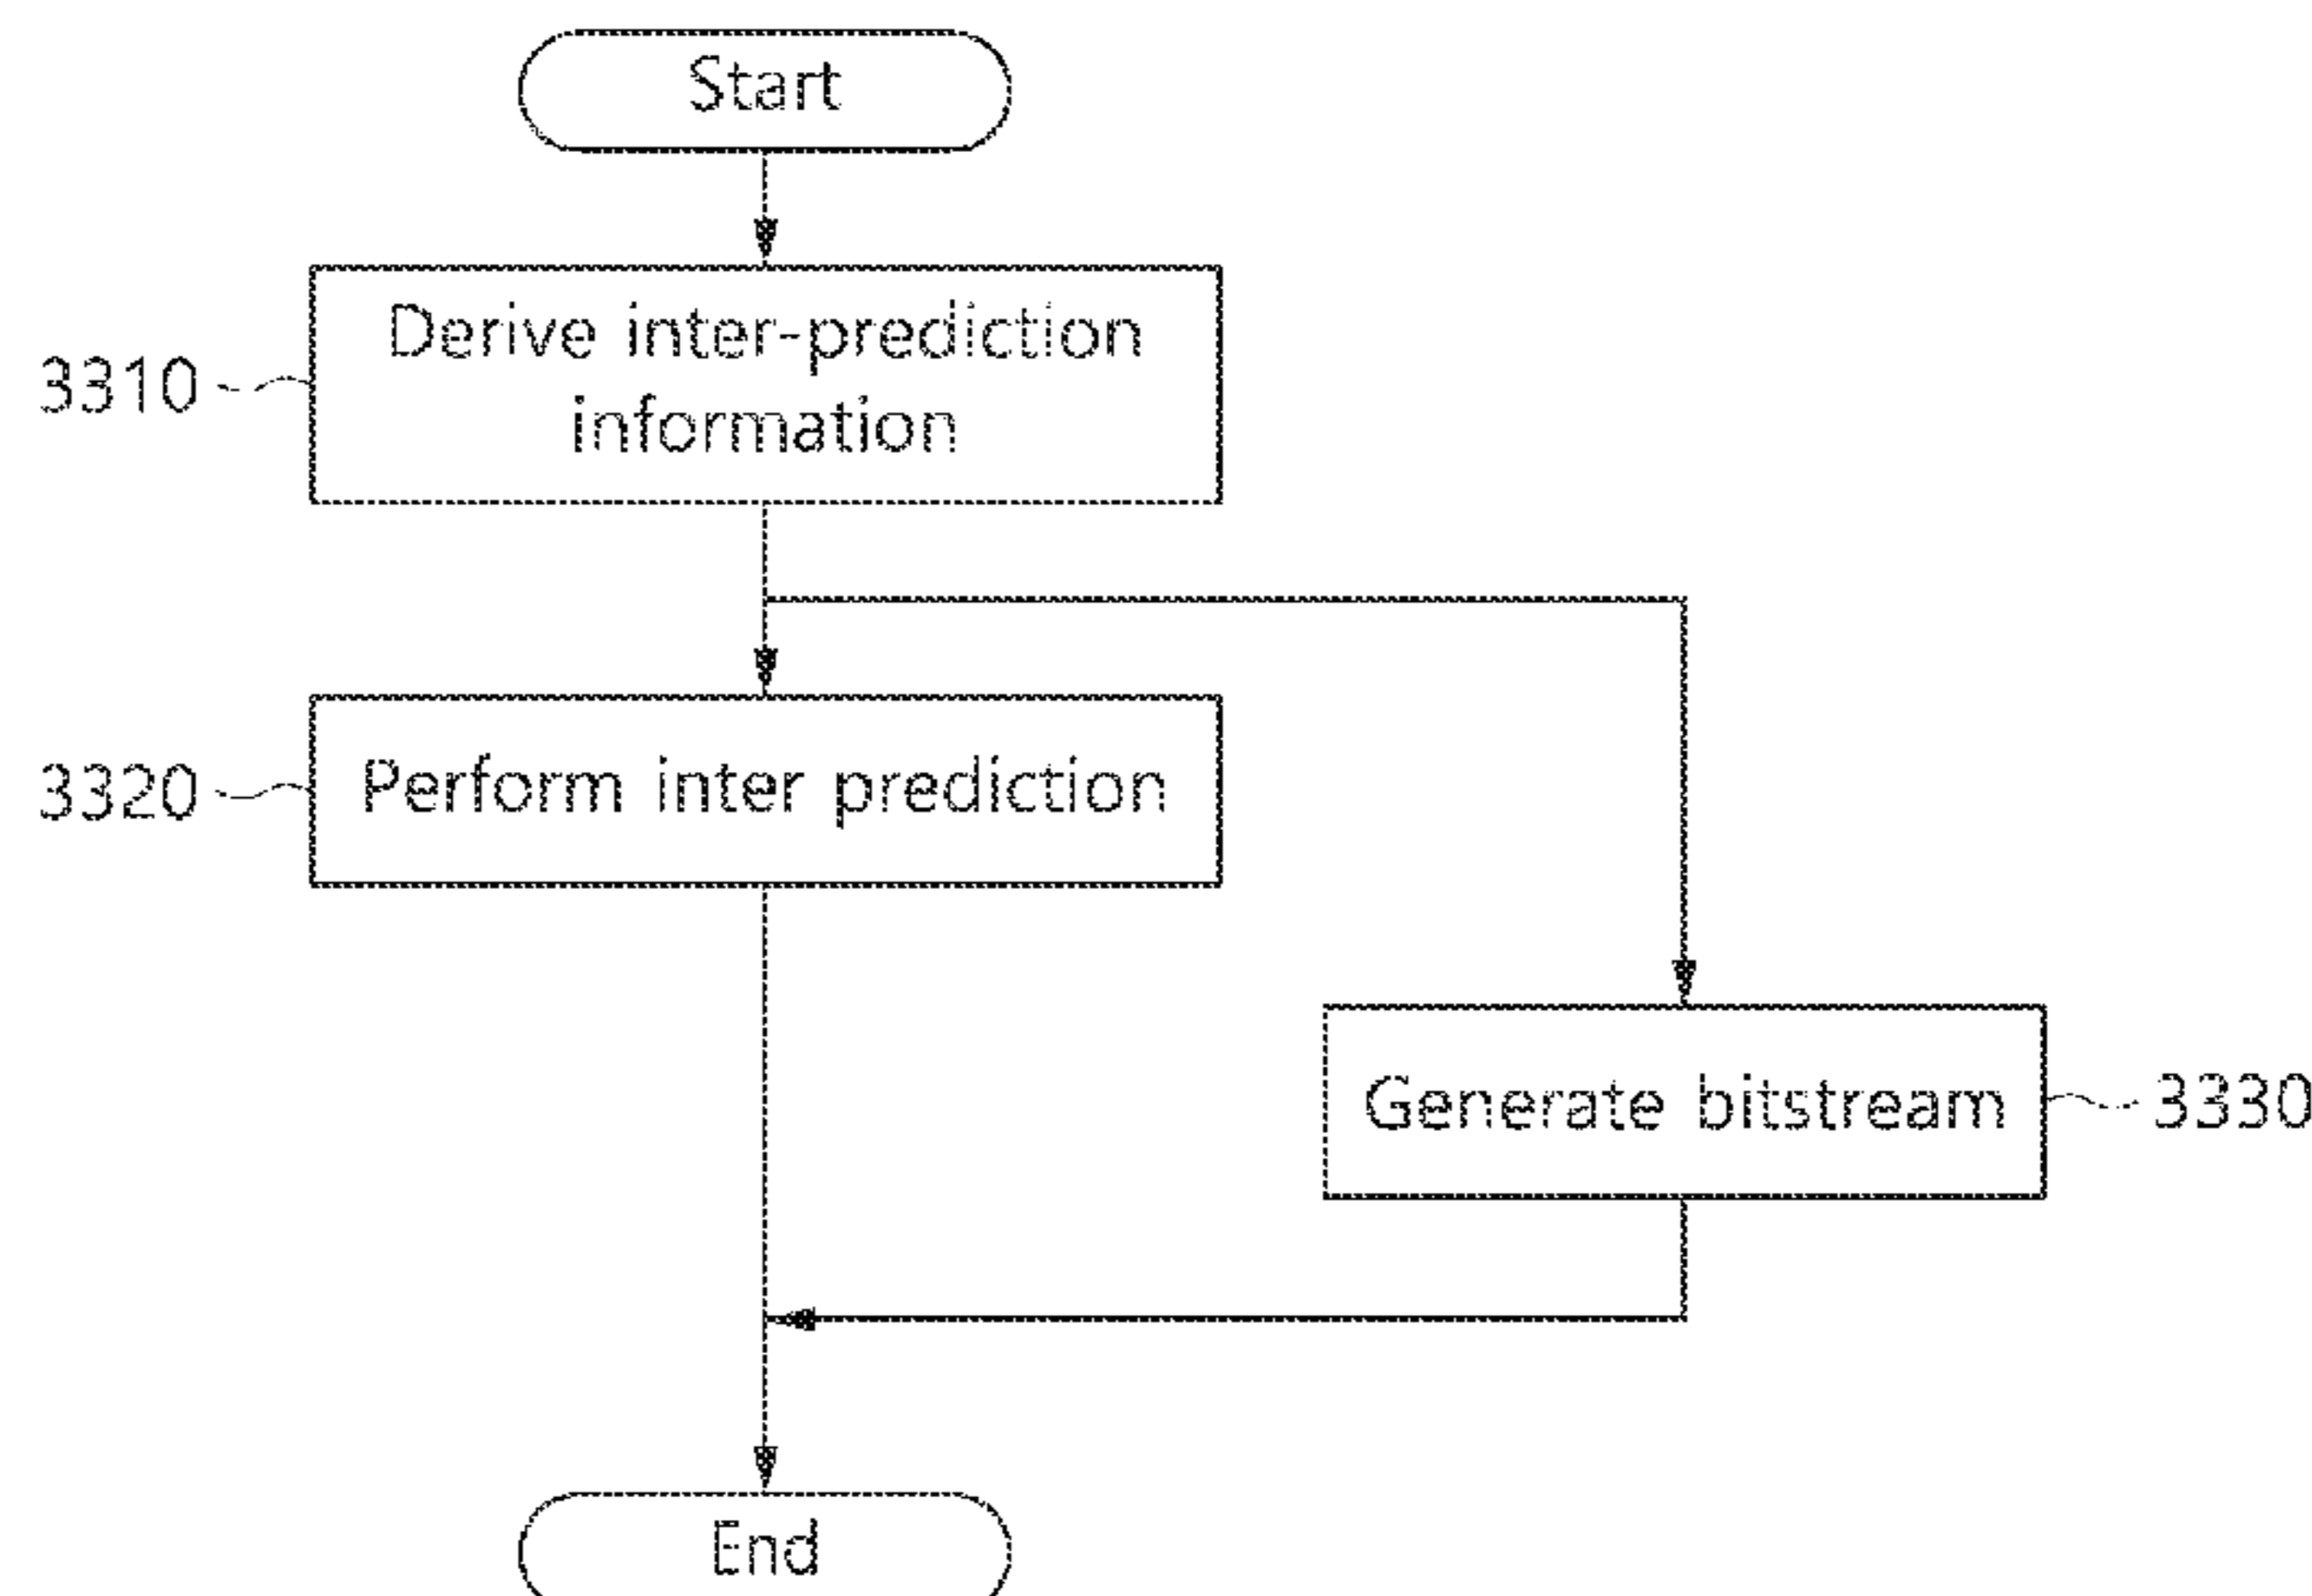 Start
Derive inter-prediction
information
3310
3320
Perform inter prediction
Generate bitstream
3330
End